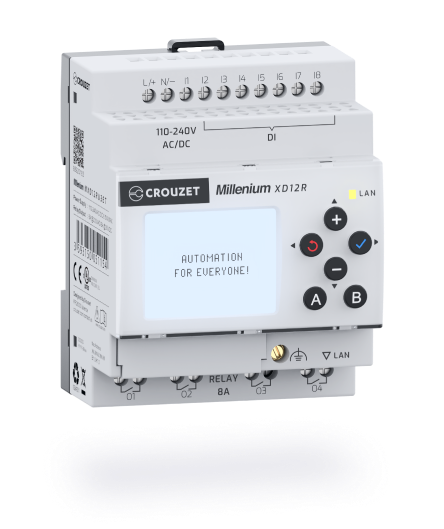 CROUZET
L/+ N/- I1 I2 I3 I4 I5 I6 I7 I8
110-240V
AC/DC
DI
CROUZET Millenium XD12R
LAN
AUTOMATION
FOR EVERYONE!
+
−
A B
LAN
RELAY
8A
O1 O2 O3 O4